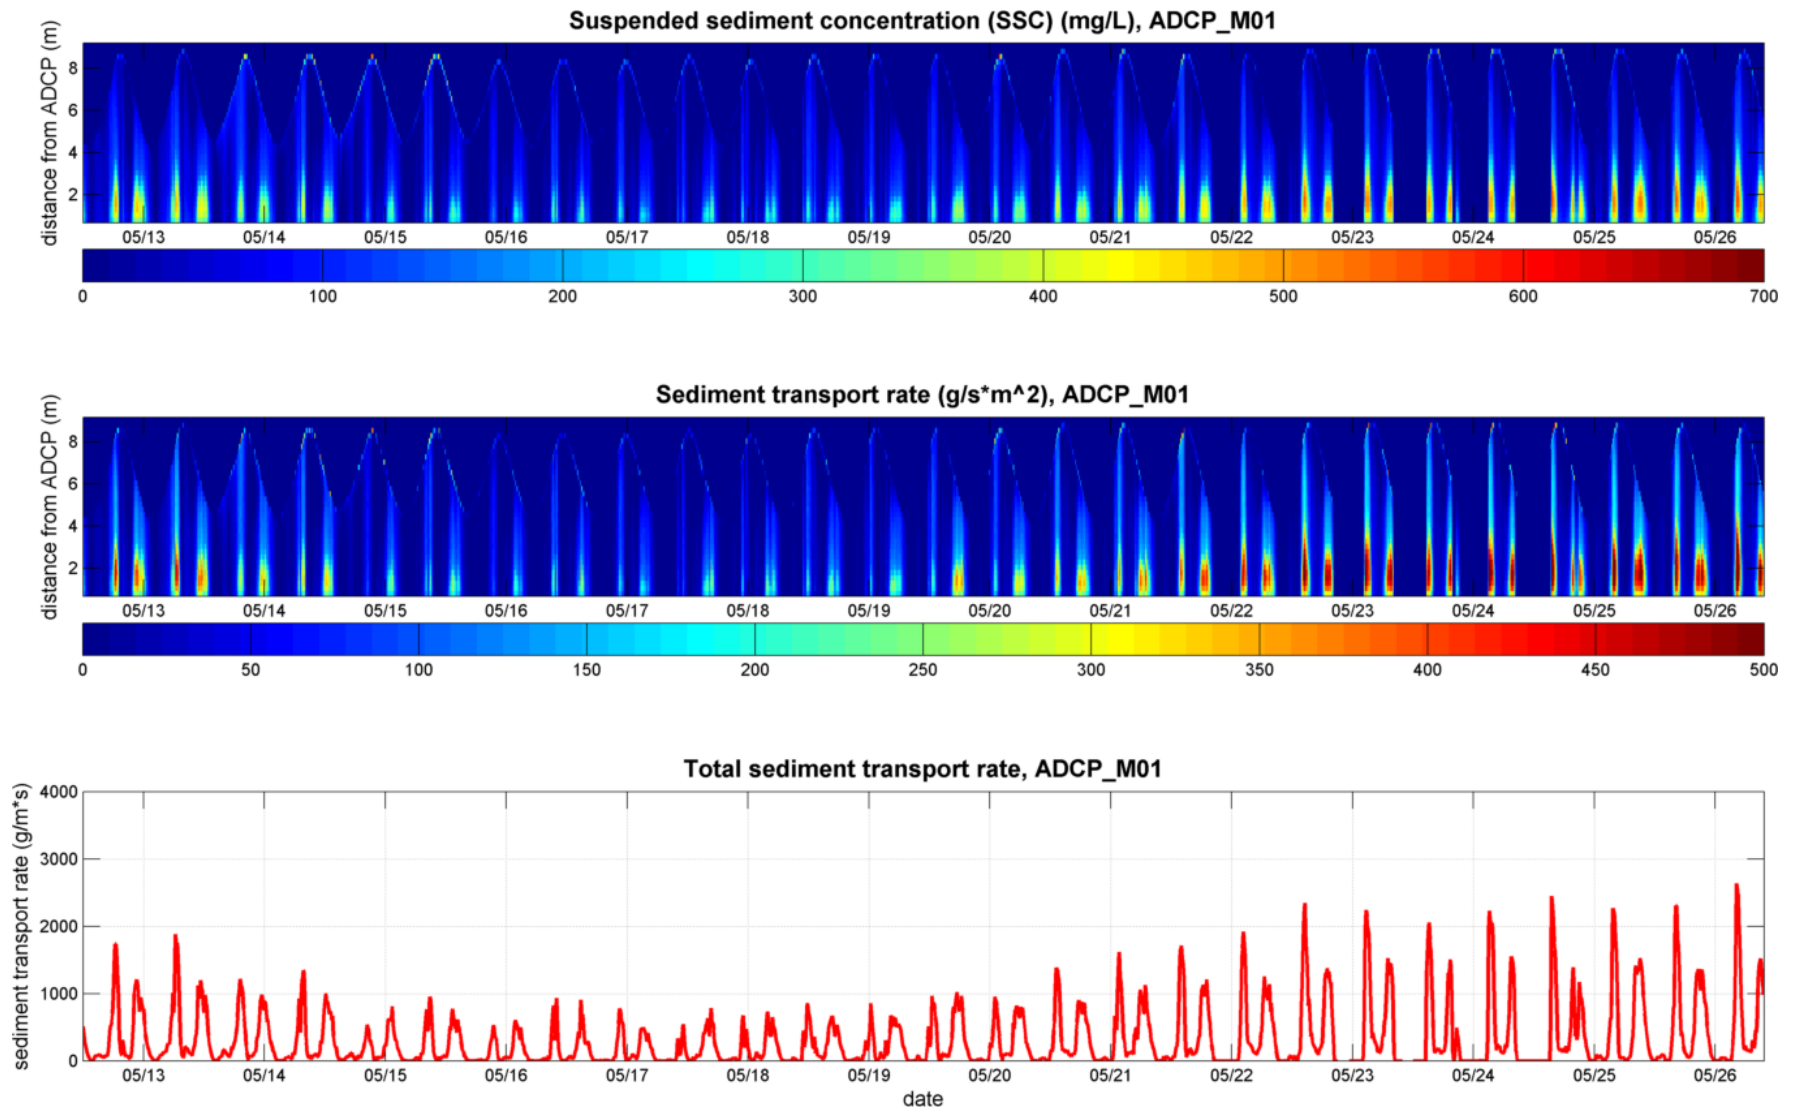 Suspended sediment concentration (SSC) (mg/L), ADCP_M01
distance from ADCP (m)
8
6
4
2
05/13 05/14 05/15 05/16 05/17 05/18 05/19 05/20 05/21 05/22 05/23 05/24 05/25 05/26
0 100 200 300 400 500 600 700
Sediment transport rate (g/s*m^2), ADCP_M01
distance from ADCP (m)
8
6
4
2
05/13 05/14 05/15 05/16 05/17 05/18 05/19 05/20 05/21 05/22 05/23 05/24 05/25 05/26
0 50 100 150 200 250 300 350 400 450 500
Total sediment transport rate, ADCP_M01
sediment transport rate (g/m*s)
4000
3000
2000
1000
0
05/13 05/14 05/15 05/16 05/17 05/18 05/19 05/20 05/21 05/22 05/23 05/24 05/25 05/26
date